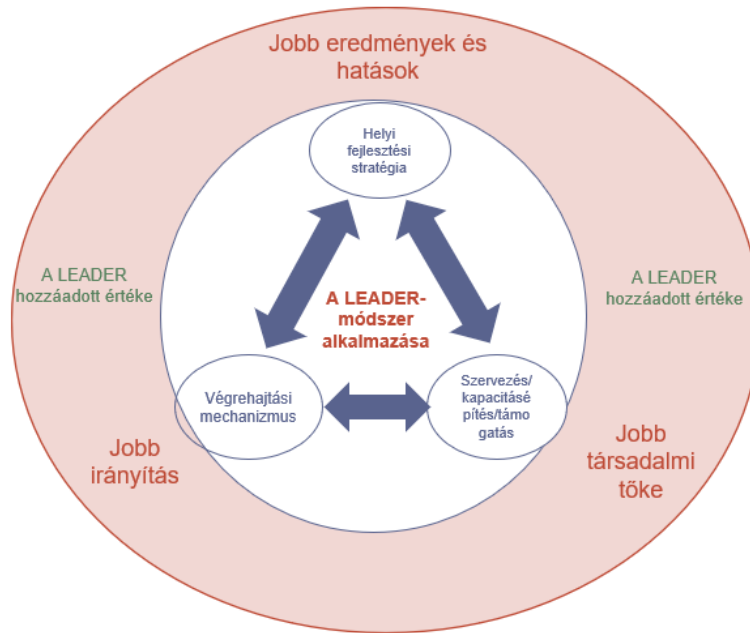 Jobb eredmények és
hatások
Helyi
fejlesztési
stratégia
A LEADER
hozzáadott értéke
A LEADER-
módszer
alkalmazása
A LEADER
hozzáadott értéke
Végrehajtási
mechanizmus
Szervezés/
kapacitásé
pítés/támo
gatás
Jobb
irányítás
Jobb
társadalmi
tőke